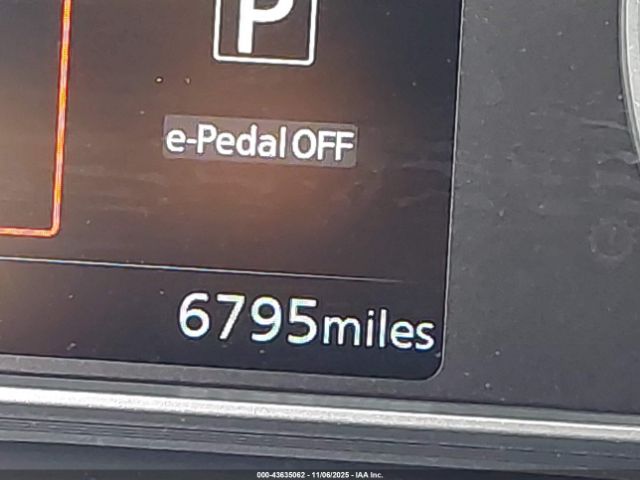 P
e-Pedal OFF
6795miles
000-43635062 - 11/06/2025 - IAA Inc.